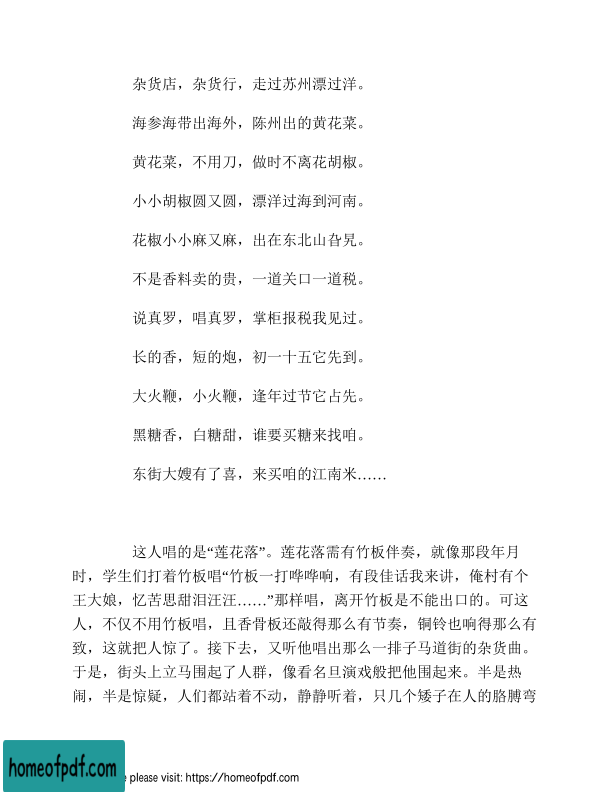 杂货店，杂货行，走过苏州漂过洋。
海参海带出海外，陈州出的黄花菜。
黄花菜，不用刀，做时不离花胡椒。
小小胡椒圆又圆，漂洋过海到河南。
花椒小小麻又麻，出在东北山旮旯。
不是香料卖的贵，一道关口一道税。
说真罗，唱真罗，掌柜报税我见过。
长的香，短的炮，初一十五它先到。
大火鞭，小火鞭，逢年过节它占先。
黑糖香，白糖甜，谁要买糖来找咱。
东街大嫂有了喜，来买咱的江南米……
这人唱的是“莲花落”。莲花落需有竹板伴奏，就像那段年月
时，学生们打着竹板唱“竹板一打哗哗响，有段佳话我来讲，俺村有个
王大娘，忆苦思甜泪汪汪……”那样唱，离开竹板是不能出口的。可这
人，不仅不用竹板唱，且香骨板还敲得那么有节奏，铜铃也响得那么有
致，这就把人惊了。接下去，又听他唱出那么一排子马道街的杂货曲。
于是，街头上立马围起了人群，像看名旦演戏般把他围起来。半是热
闹，半是惊疑，人们都站着不动，静静听着，只几个矮子在人的胳膊弯
homeofpdf.com
e please visit: https://homeofpdf.com